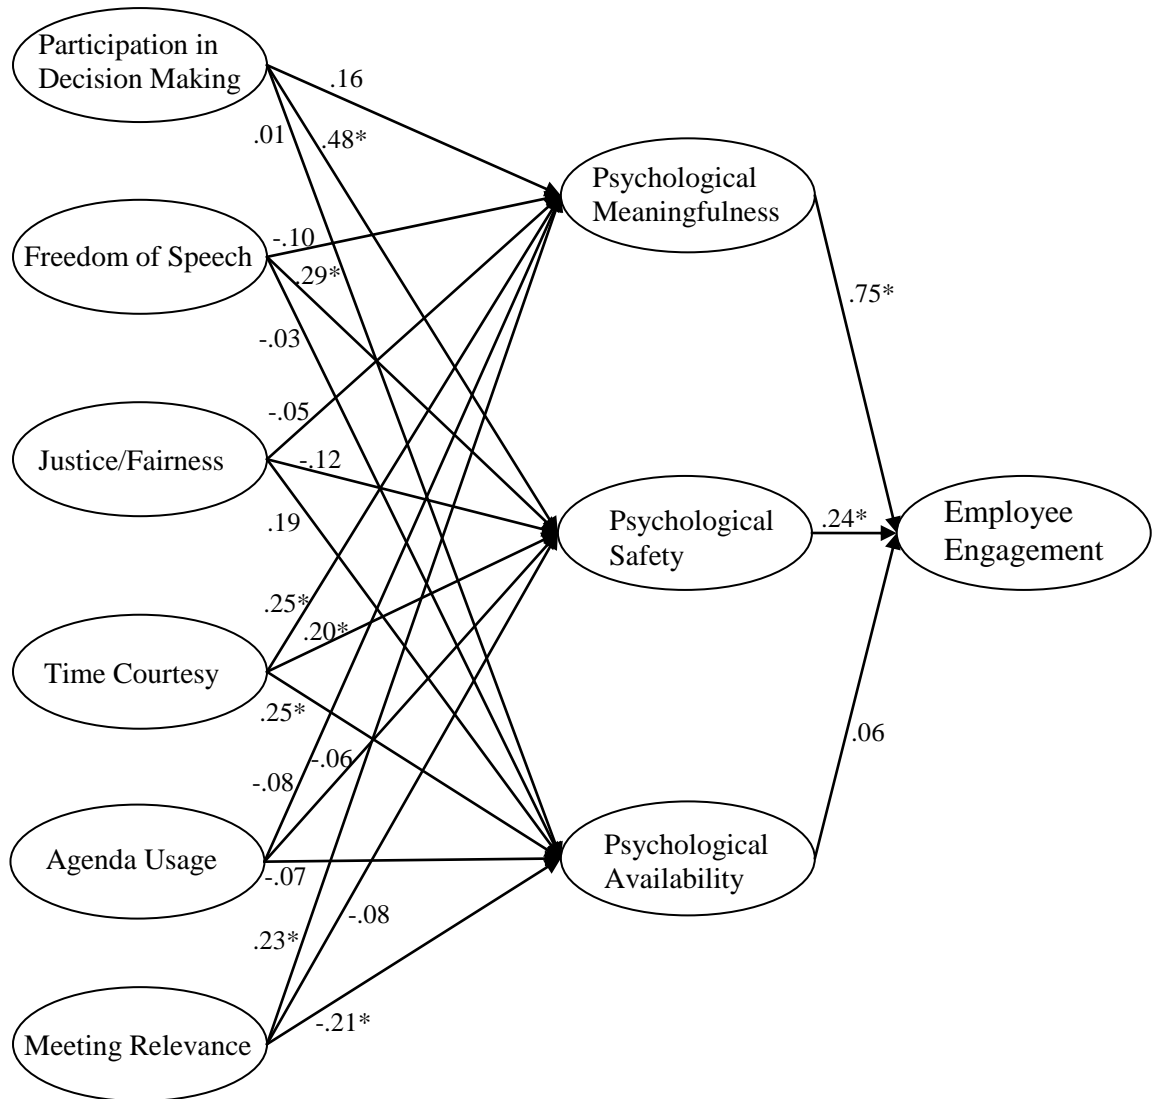 Participation in
Decision Making
.16
.01
.48*
Psychological
Meaningfulness
Freedom of Speech
-.10
.29*
-.03
.75*
Justice/Fairness
-.05
-.12
.19
Psychological
Safety
.24*
Employee
Engagement
Time Courtesy
.25*
.20*
.25*
.06
Agenda Usage
-.08
-.06
-.07
Psychological
Availability
Meeting Relevance
.23*
-.08
-.21*